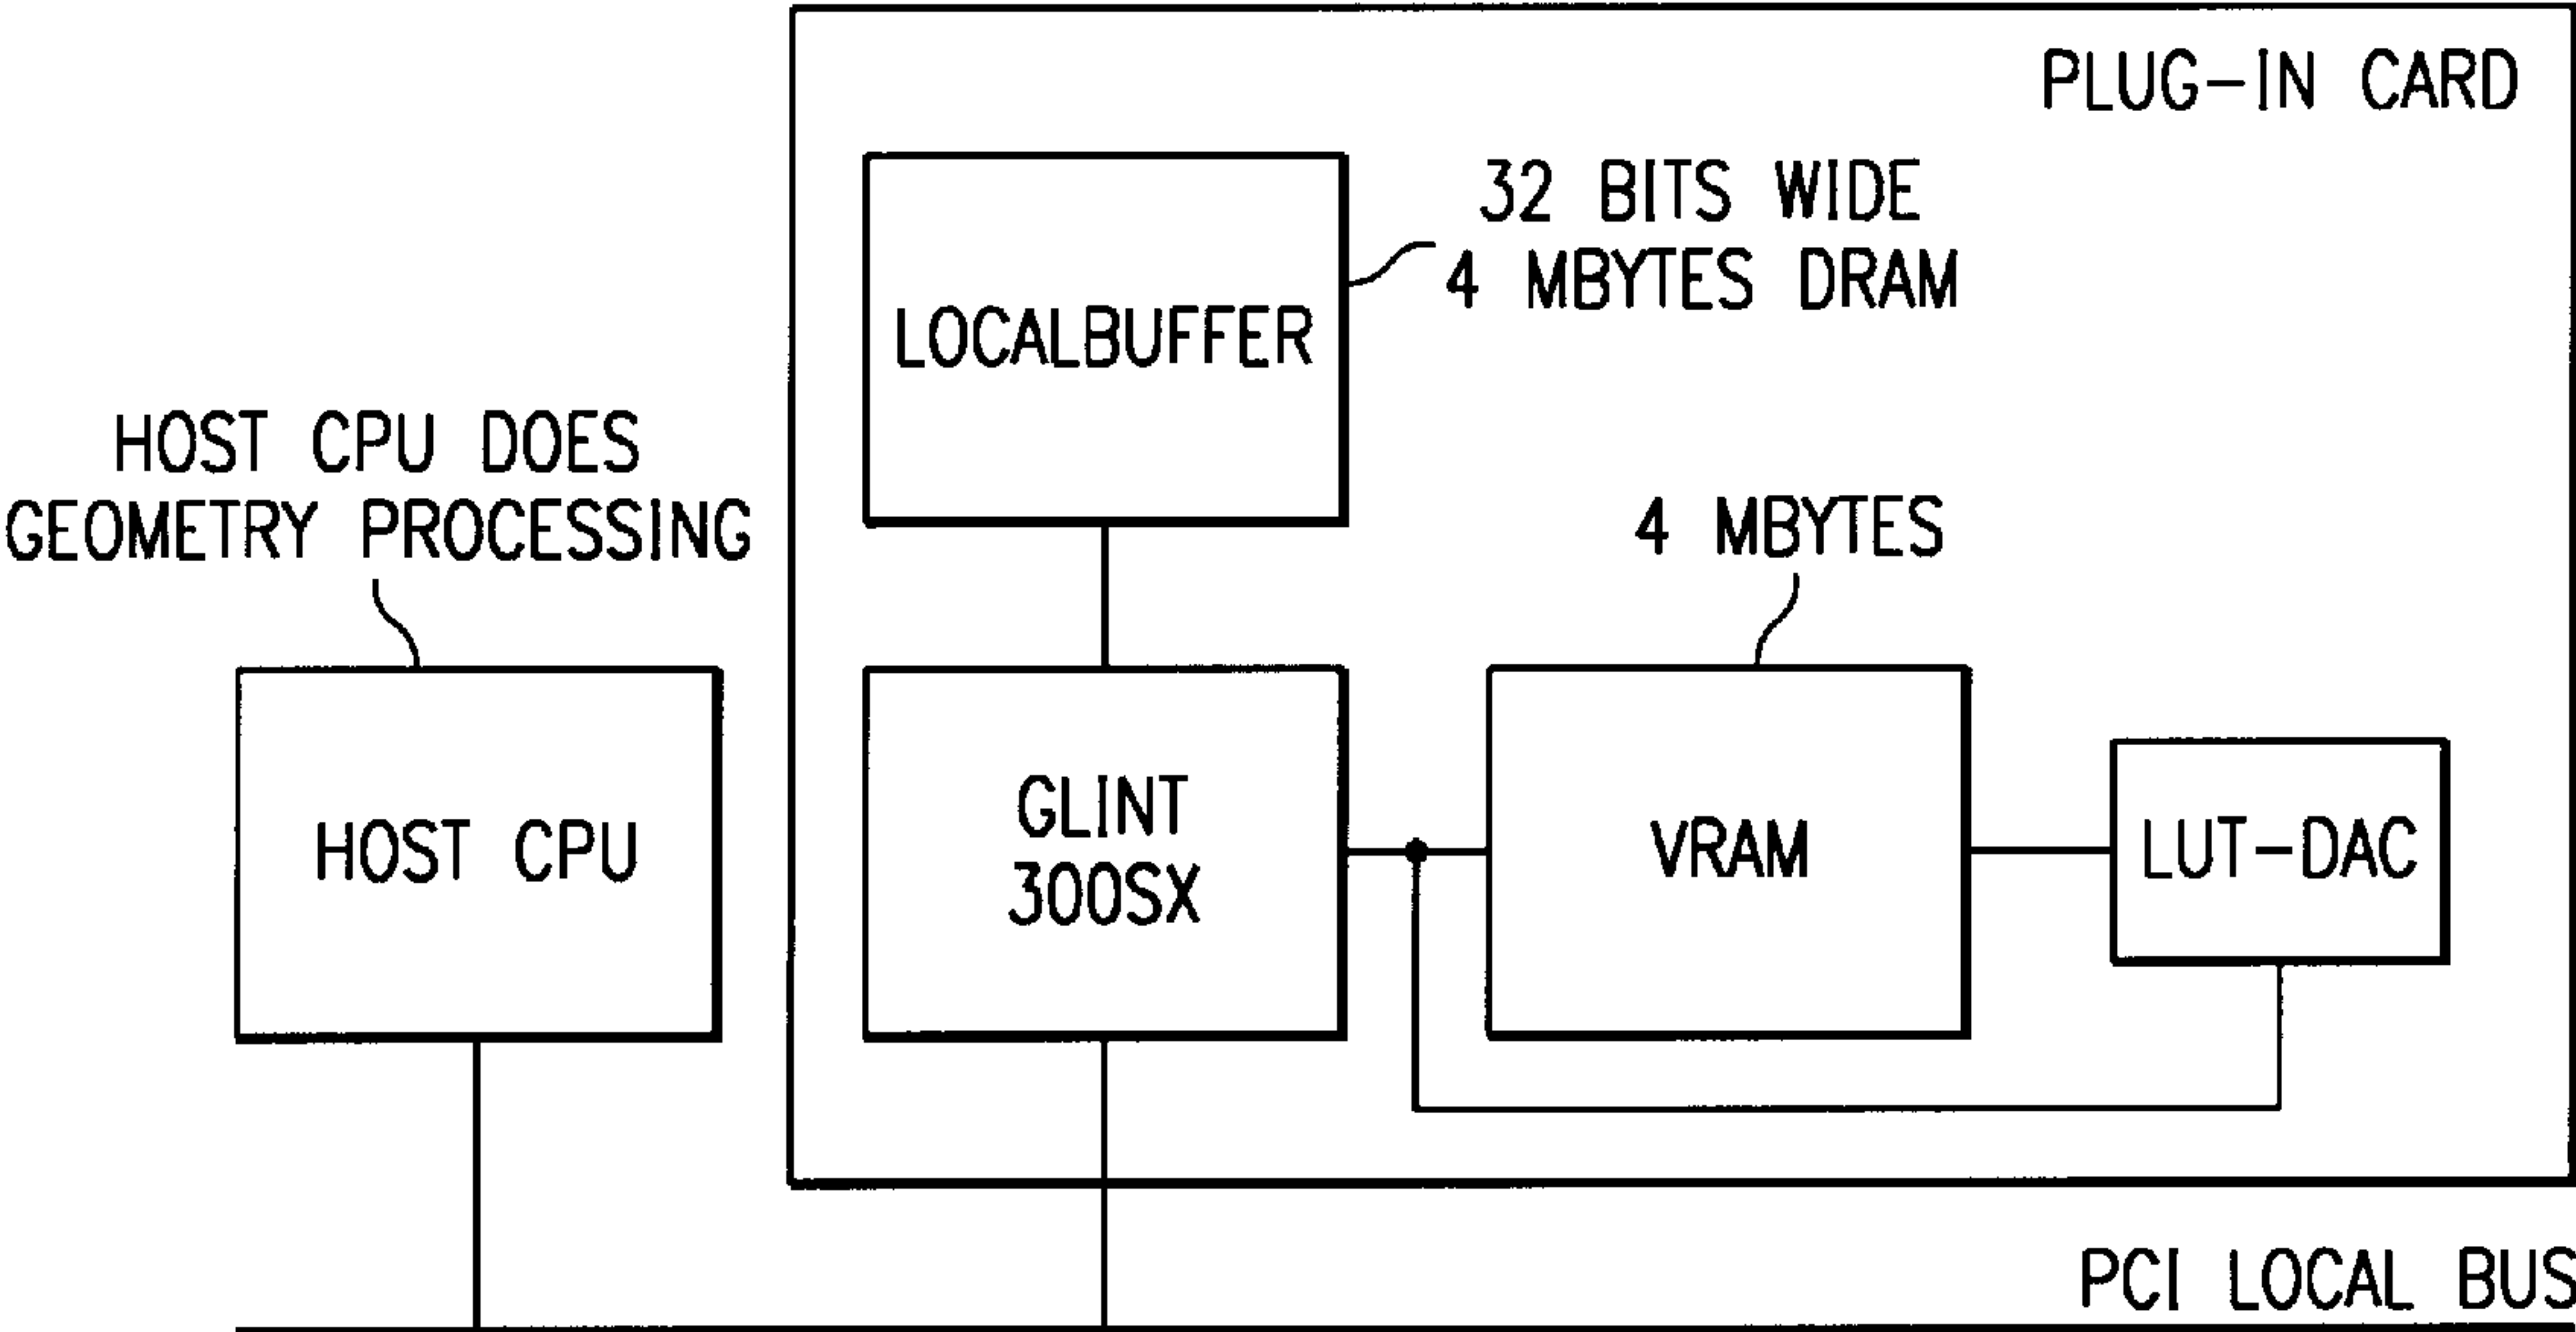 PLUG-IN CARD
32 BITS WIDE
4 MBYTES DRAM
LOCALBUFFER
HOST CPU DOES
GEOMETRY PROCESSING
4 MBYTES
HOST CPU
GLINT
300SX
VRAM
LUT-DAC
PCI LOCAL BUS